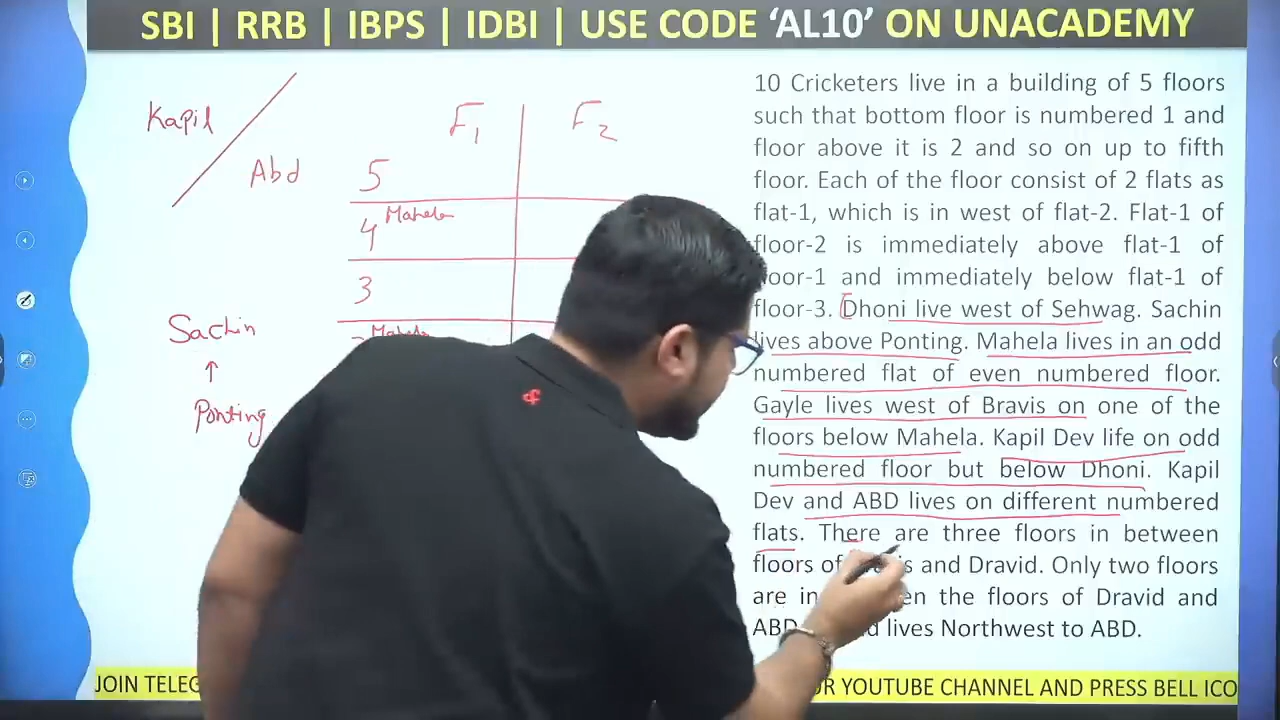 SBI | RRB | IBPS | IDBI | USE CODE ‘AL10’ ON UNACADEMY
Kapil
Abd
F1 F2
5
4 Mahela
3
Mahela
Sachin
↑
Ponting
10 Cricketers live in a building of 5 floors
such that bottom floor is numbered 1 and
floor above it is 2 and so on up to fifth
floor. Each of the floor consist of 2 flats as
flat-1, which is in west of flat-2. Flat-1 of
floor-2 is immediately above flat-1 of
floor-1 and immediately below flat-1 of
floor-3. Dhoni live west of Sehwag. Sachin
lives above Ponting. Mahela lives in an odd
numbered flat of even numbered floor.
Gayle lives west of Bravis on one of the
floors below Mahela. Kapil Dev life on odd
numbered floor but below Dhoni. Kapil
Dev and ABD lives on different numbered
flats. There are three floors in between
floors of and Dravid. Only two floors
are in the floors of Dravid and
ABD lives Northwest to ABD.
JOIN YOUTUBE CHANNEL AND PRESS BELL